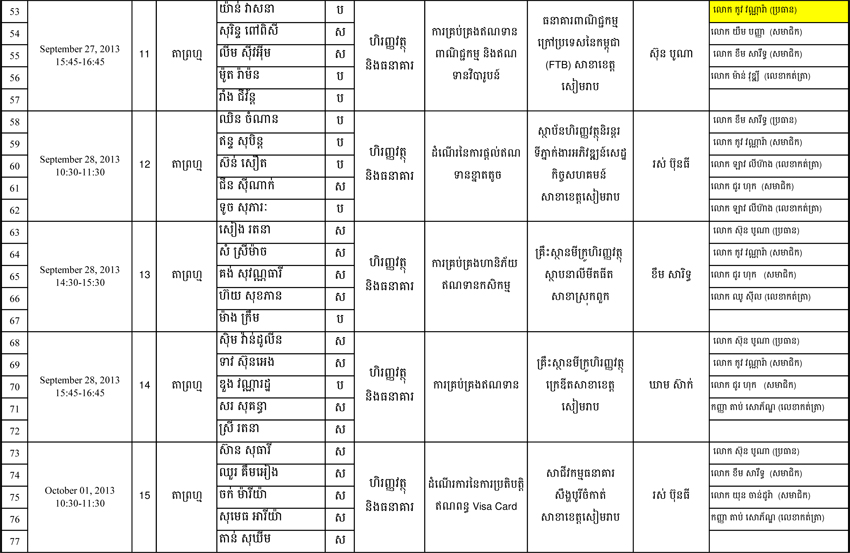 53 យ៉ាន់ វាសនា ប លោក កូវ វណ្ណារ៉ា (ប្រធាន)
54 សុរិន្ទ ពៅពិសី ស លោក យឹម បញ្ញា (សមាជិក)
55 September 27, 2013 15:45-16:45 11 តាព្រហ្ម លឹម ស៊ីវអ៊ីម ស ហិរញ្ញវត្ថុ និងធនាគារ ការគ្រប់គ្រងឥណទាន ពាណិជ្ជកម្ម និងឥណ ទានវិបារូបន៍ ធនាគារពាណិជ្ជកម្ម ក្រៅប្រទេសនៃកម្ពុជា (FTB) សាខាខេត្ត សៀមរាប ស៊ុន បូណា លោក ខឹម សារិទ្ធ (សមាជិក)
56 ម៉ូត រ៉ាម៉ន ប លោក ម៉ាន់ វុឌ្ឍី (លេខាកត់ត្រា)
57 រាំង ជីវ័ន្ត ប
58 ឈិន ចំណាន ប លោក ខឹម សារិទ្ធ (ប្រធាន)
59 ឥន្ទ សុបិន្ត ប លោក កូវ វណ្ណារ៉ា (សមាជិក)
60 September 28, 2013 10:30-11:30 12 តាព្រហ្ម ស៊ន់ សឿត ប ហិរញ្ញវត្ថុ និងធនាគារ ដំណើរនៃការផ្តល់ឥណ ទានខ្នាតតូច ស្ថាប័នហិរញ្ញវត្ថុនិរន្តរ ទីភ្នាក់ងារអភិវឌ្ឍន៍សេដ្ឋ កិច្ចសហគមន៍ សាខាខេត្តសៀមរាប រស់ ប៊ុនធី លោក ឡាវ លីហ៊ាង (លេខាកត់ត្រា)
61 ជីន ស៊ីណាក់ ស លោក ជួរ ហុក (សមាជិក)
62 ទូច សុភារៈ ប លោក ឡាវ លីហ៊ាង (លេខាកត់ត្រា)
63 សៀង រតនា ស លោក ស៊ុន បូណា (ប្រធាន)
64 សំ ស្រីម៉ាច ស លោក កូវ វណ្ណារ៉ា (សមាជិក)
65 September 28, 2013 14:30-15:30 13 តាព្រហ្ម គង់ សុវណ្ណធារី ស ហិរញ្ញវត្ថុ និងធនាគារ ការគ្រប់គ្រងហានិភ័យ ឥណទានកសិកម្ម គ្រឹះស្ថានមីក្រូហិរញ្ញវត្ថុ ស្ថាបនាលីមីតធីត សាខាស្រុកពួក ខឹម សារិទ្ធ លោក ជួរ ហុក (សមាជិក)
66 ហ៊យ សុខភាន ស លោក ឈូ ស៊ីល (លេខាកត់ត្រា)
67 ម៉ាង ក្រឹម ប
68 ស៊ិម វ៉ាន់ដូលីន ស លោក ស៊ុន បូណា (ប្រធាន)
69 ទាវ ស៊ុនអេង ស លោក កូវ វណ្ណារ៉ា (សមាជិក)
70 September 28, 2013 15:45-16:45 14 តាព្រហ្ម ឌួង វណ្ណារដ្ឋ ប ហិរញ្ញវត្ថុ និងធនាគារ ការគ្រប់គ្រងឥណទាន គ្រឹះស្ថានមីក្រូហិរញ្ញវត្ថុ ក្រេឌីតសាខាខេត្ត សៀមរាប ឃាម ស៊ាក់ លោក ជួរ ហុក (សមាជិក)
71 សរ សុគន្ធា ស កញ្ញា តាប់ សោភ័ណ្ឌ (លេខាកត់ត្រា)
72 ស្រី រតនា ស
73 ស៊ាន សុធារី ស លោក ស៊ុន បូណា (ប្រធាន)
74 ឈួរ គឹមអៀង ស លោក ខឹម សារិទ្ធ (សមាជិក)
75 October 01, 2013 10:30-11:30 15 តាព្រហ្ម ចក់ ម៉ារីយ៉ា ស ហិរញ្ញវត្ថុ និងធនាគារ ដំណើរការនៃការប្រតិបត្តិ ឥណពន្ធ Visa Card សាជីវកម្មធនាគារ សឹង្ហបូរីចំកាត់ សាខាខេត្តសៀមរាប រស់ ប៊ុនធី លោក យុន ចាន់ដូរ៉ា (សមាជិក)
76 សុមេធ អារីយ៉ា ស កញ្ញា តាប់ សោភ័ណ្ឌ (លេខាកត់ត្រា)
77 តាន់ សុឃីម ស